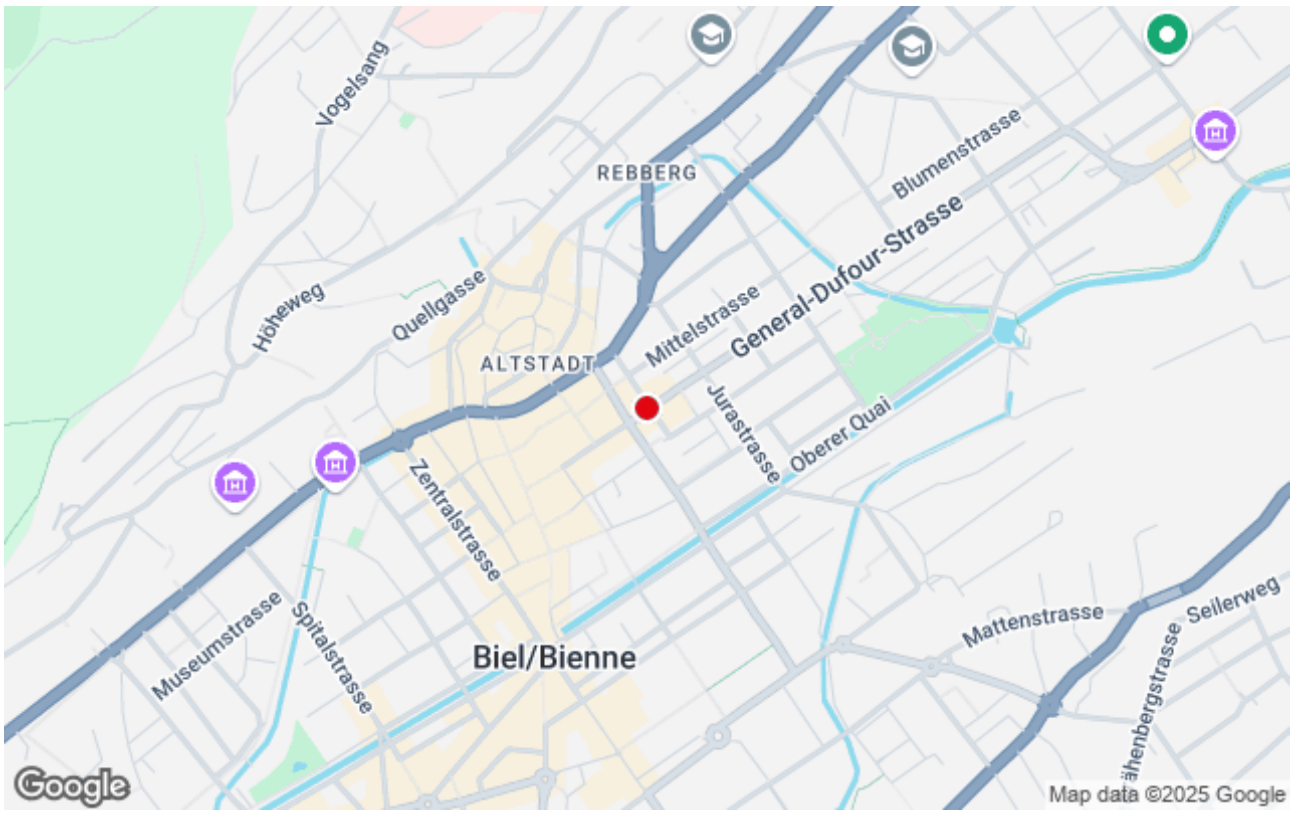 Vogelsang
REBBERG
Blumenstrasse
General-Dufour-Strasse
Höheweg
Quellgasse
Mittelstrasse
ALTSTADT
Jurastrasse
Oberer Quai
Zentralstrasse
Museumstrasse
Spitalstrasse
Biel/Bienne
Mattenstrasse
Seilerweg
ähenbergstrasse
Google
Map data ©2025 Google